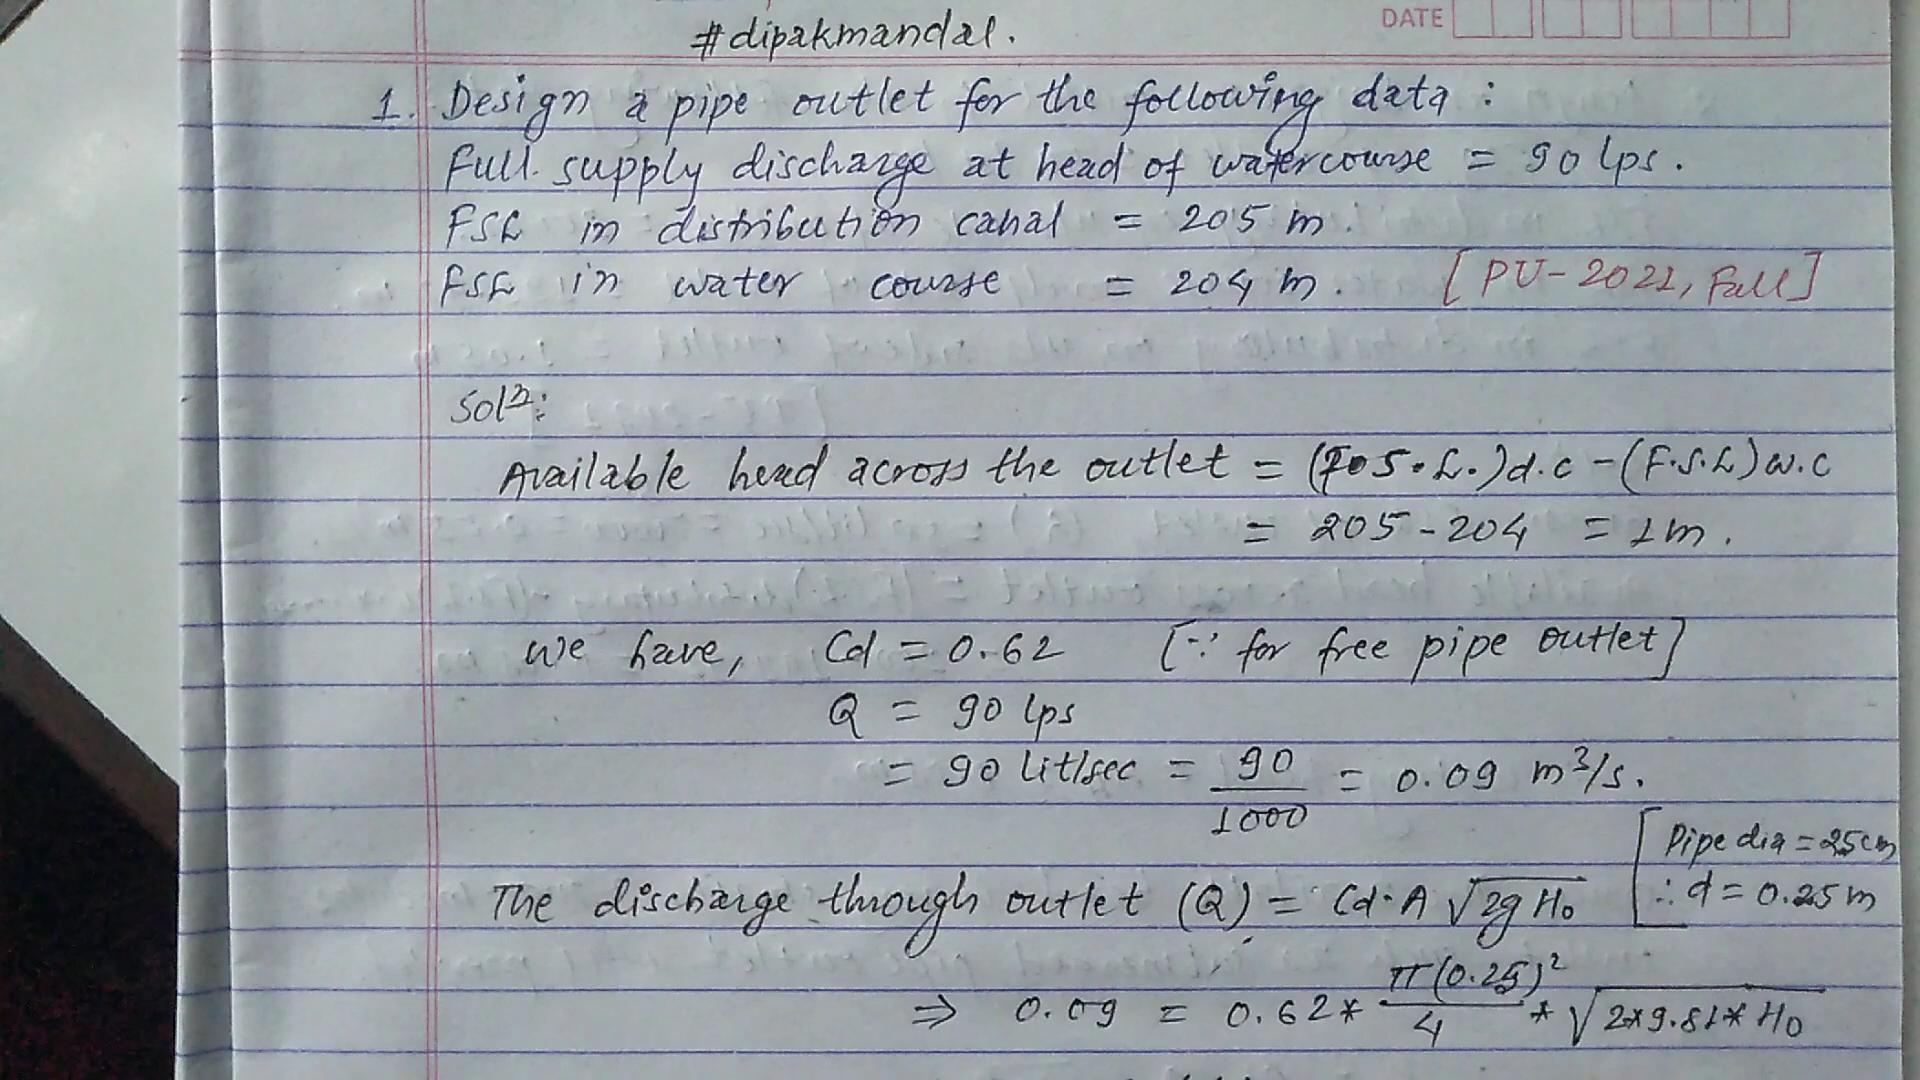 #dipakmandal.
DATE
1. Design a pipe outlet for the following data:
Full supply discharge at head of watercourse = 90 lps.
FSL in distribution canal = 205 m.
FSL in water course = 204 m. [PU-2021, Fall]
Solⁿ:
Available head across the outlet = (F.S.L.)d.c - (F.S.L)w.c
= 205 - 204 = 1m.
we have, Cd = 0.62 [∵ for free pipe outlet]
Q = 90 lps
= 90 lit/sec = 90/1000 = 0.09 m³/s.
[Pipe dia = 25cm
∴ d = 0.25 m
The discharge through outlet (Q) = Cd·A √2g Ho
⇒ 0.09 = 0.62 * π(0.25)²/4 * √2*9.81*Ho